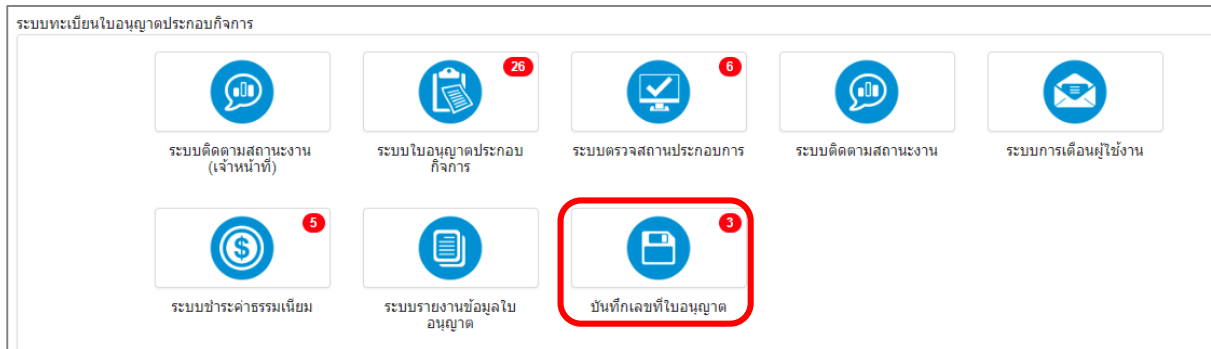 ระบบทะเบียนใบอนุญาตประกอบกิจการ
26
6
ระบบติดตามสถานะงาน
(เจ้าหน้าที่)
ระบบใบอนุญาตประกอบ
กิจการ
ระบบตรวจสถานประกอบการ
ระบบติดตามสถานะงาน
ระบบการเตือนผู้ใช้งาน
5
3
ระบบชำระค่าธรรมเนียม
ระบบรายงานข้อมูลใบ
อนุญาต
บันทึกเลขที่ใบอนุญาต